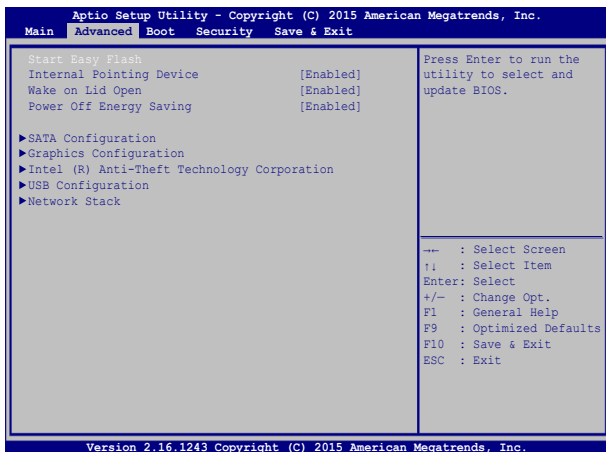 Aptio Setup Utility - Copyright (C) 2015 American Megatrends, Inc.
Main Advanced Boot Security Save & Exit
Start Easy Flash
Internal Pointing Device [Enabled]
Wake on Lid Open [Enabled]
Power Off Energy Saving [Enabled]
▶SATA Configuration
▶Graphics Configuration
▶Intel (R) Anti-Theft Technology Corporation
▶USB Configuration
▶Network Stack
Press Enter to run the
utility to select and
update BIOS.
→← : Select Screen
↑↓ : Select Item
Enter: Select
+/— : Change Opt.
F1 : General Help
F9 : Optimized Defaults
F10 : Save & Exit
ESC : Exit
Version 2.16.1243 Copyright (C) 2015 American Megatrends, Inc.